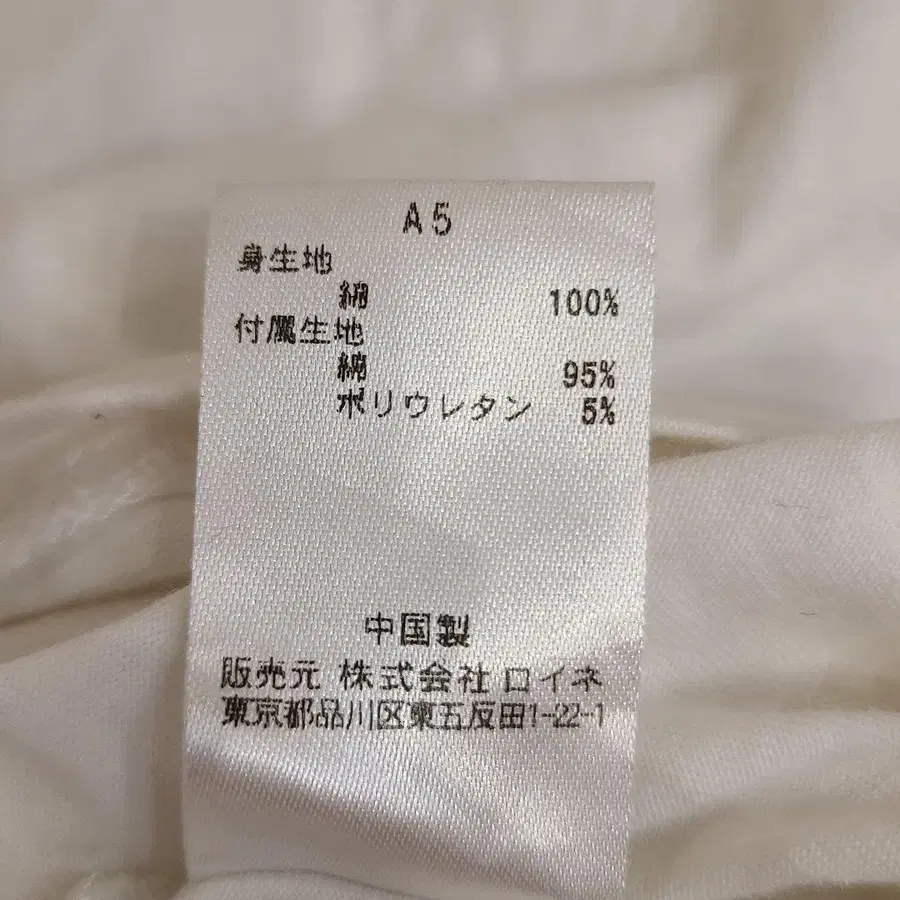 A5
身生地
綿 100%
付属生地
綿 95%
ポリウレタン 5%
中国製
販売元 株式会社 ロイネ
東京都品川区東五反田1-22-1